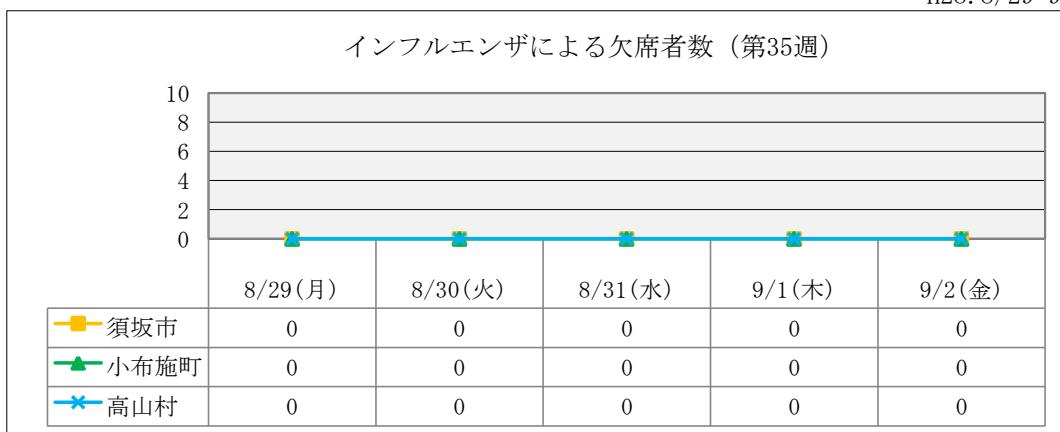 インフルエンザによる欠席者数（第35週）
10
8
6
4
2
0
8/29(月) 8/30(火) 8/31(水) 9/1(木) 9/2(金)
須坂市 0 0 0 0 0
小布施町 0 0 0 0 0
高山村 0 0 0 0 0